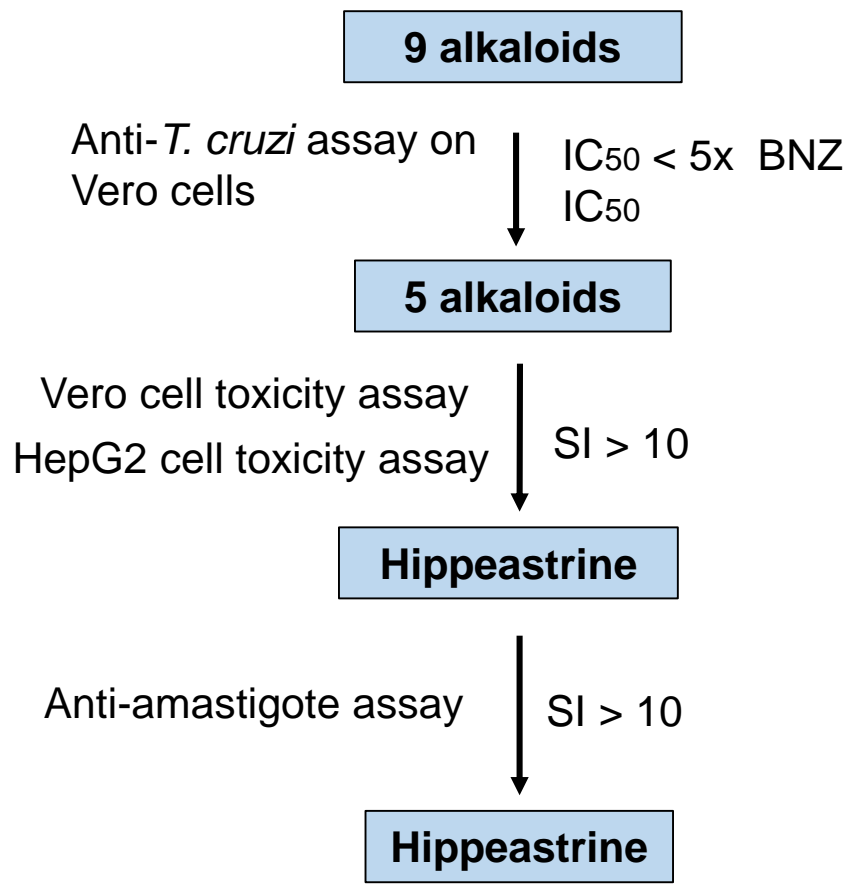 9 alkaloids
Anti-T. cruzi assay on
Vero cells
IC50 < 5x BNZ
IC50
5 alkaloids
Vero cell toxicity assay
HepG2 cell toxicity assay
SI > 10
Hippeastrine
Anti-amastigote assay
SI > 10
Hippeastrine